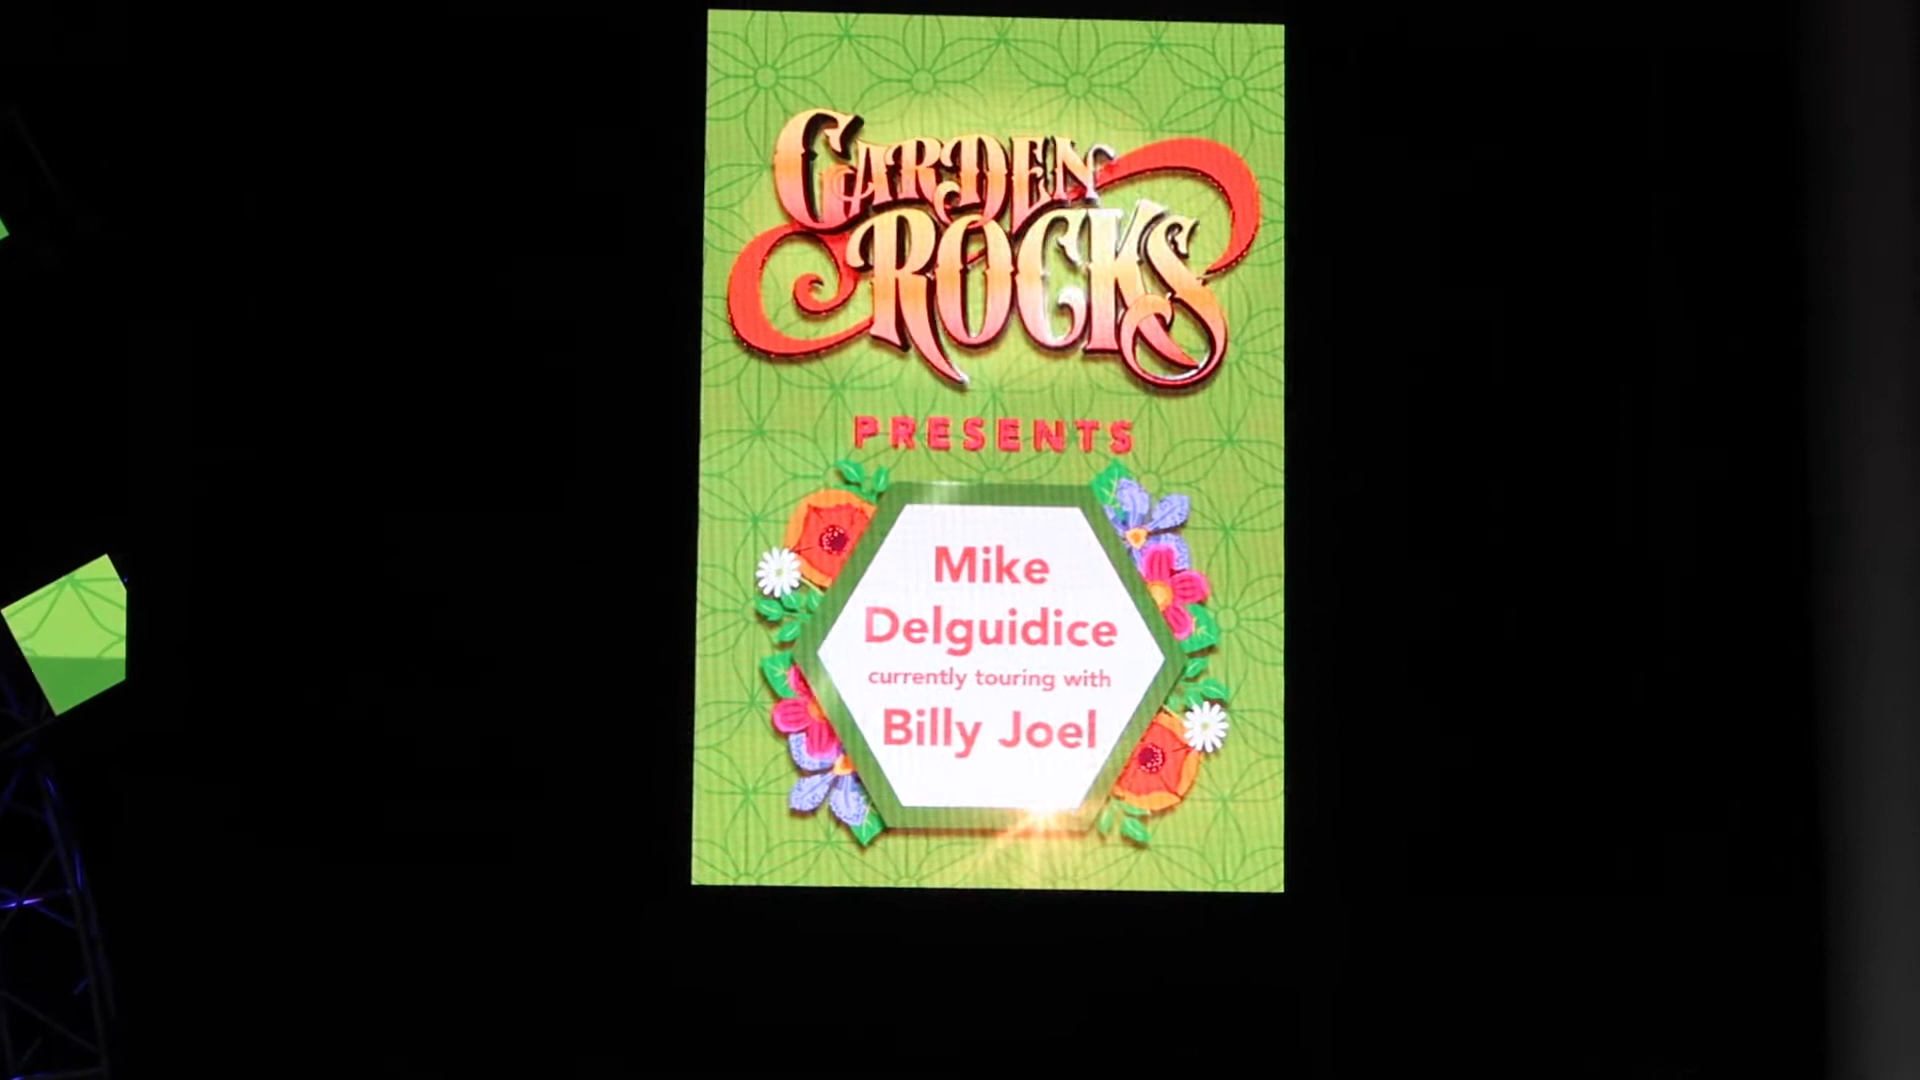 GARDEN
ROCKS
PRESENTS
Mike
Delguidice
currently touring with
Billy Joel